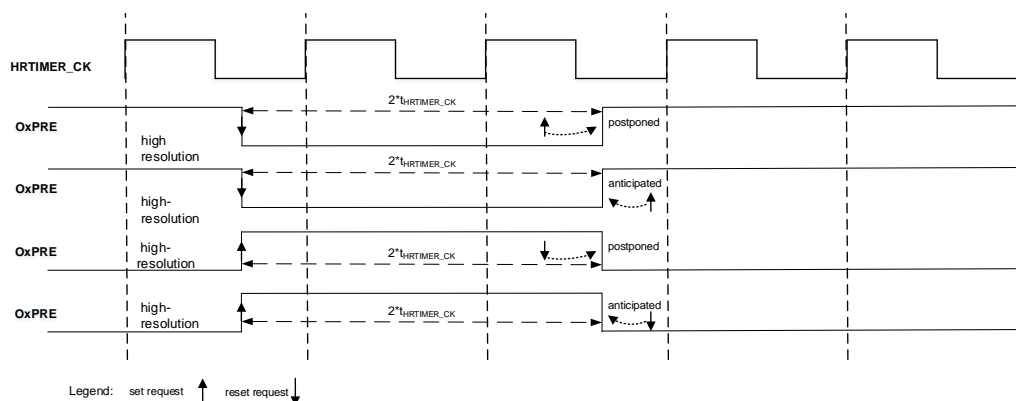 HRTIMER_CK
2*tHRTIMER_CK
OxPRE
postponed
high
resolution
2*tHRTIMER_CK
OxPRE
anticipated
high-
resolution
OxPRE
high-
resolution
2*tHRTIMER_CK
postponed
OxPRE
high-
resolution
2*tHRTIMER_CK
anticipated
Legend: set request reset request